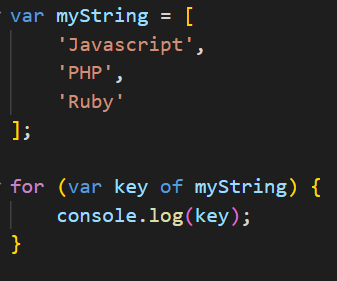 var myString = [
    'Javascript',
    'PHP',
    'Ruby'
];

for (var key of myString) {
    console.log(key);
}